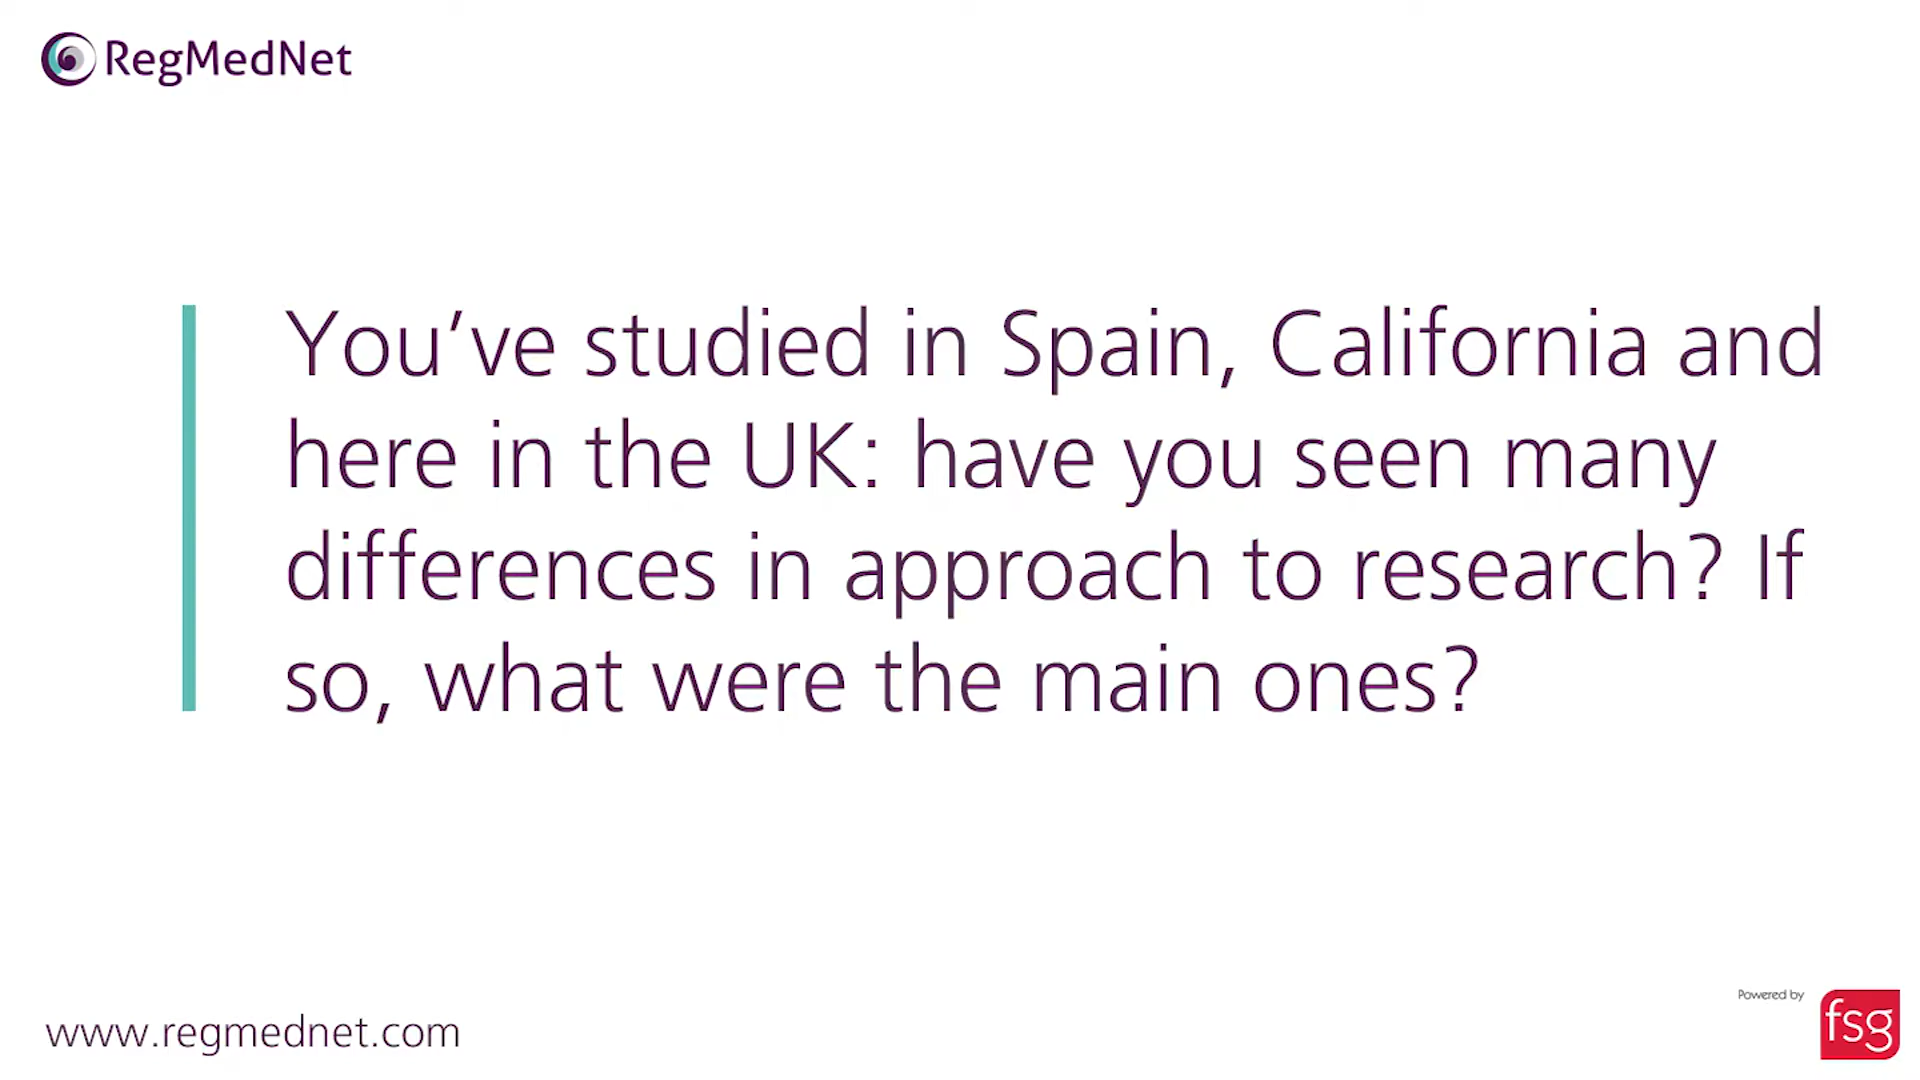 RegMedNet
You’ve studied in Spain, California and
here in the UK: have you seen many
differences in approach to research? If
so, what were the main ones?
Powered by
fsg
www.regmednet.com